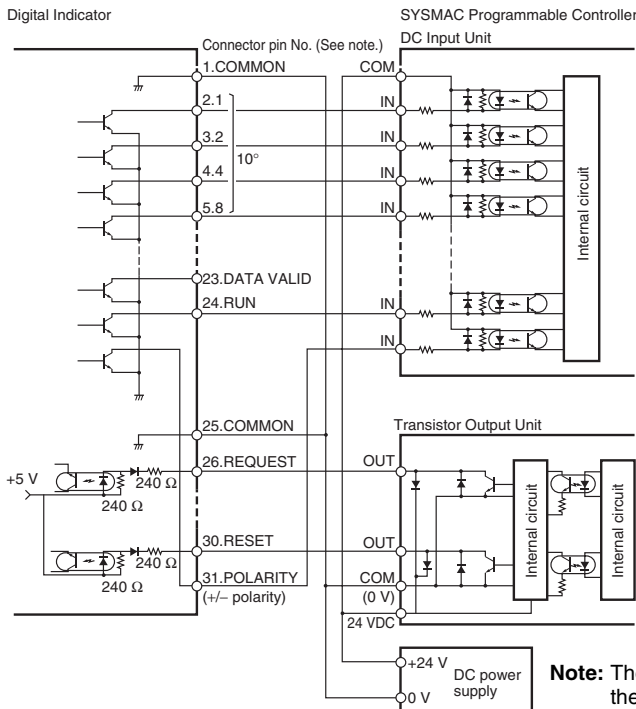 Digital Indicator
SYSMAC Programmable Controller
Connector pin No. (See note.)
DC Input Unit
1.COMMON
COM
2.1
IN
3.2
IN
10°
4.4
IN
5.8
IN
Internal circuit
23.DATA VALID
24.RUN
IN
IN
25.COMMON
Transistor Output Unit
+5 V
26.REQUEST
OUT
240 Ω
240 Ω
Internal circuit
Internal circuit
30.RESET
OUT
240 Ω
240 Ω
31.POLARITY
(+/− polarity)
COM
(0 V)
24 VDC
+24 V
DC power
supply
0 V
Note: The
the